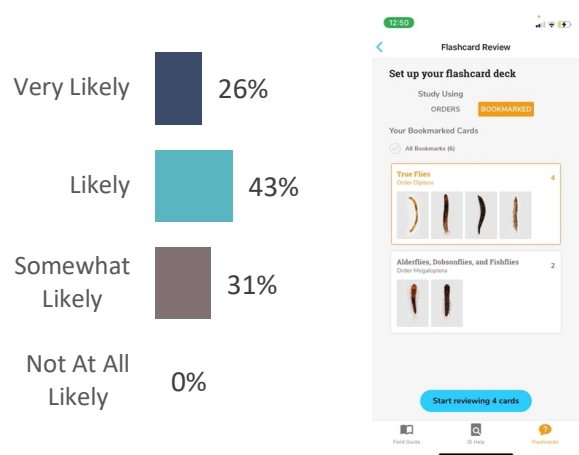 Very Likely
26%
Likely
43%
Somewhat
Likely
31%
Not At All
Likely
0%
12:50
Flashcard Review
Set up your flashcard deck
Study Using
ORDERS
BOOKMARKED
Your Bookmarked Cards
All Bookmarks (6)
True Flies
4
Order Diptera
Alderflies, Dobsonflies, and Fishflies
2
Order Megaloptera
Start reviewing 4 cards
Field Guide
ID Help
Flashcards